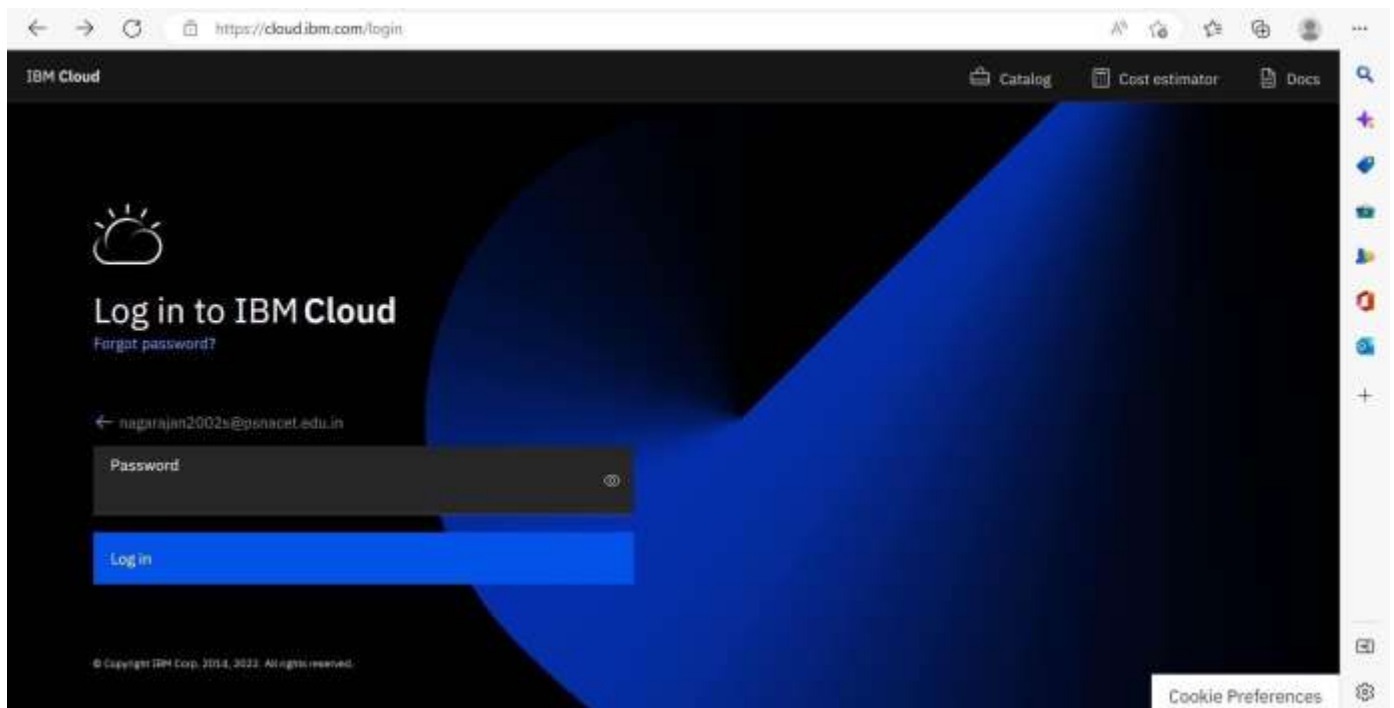 https://cloud.ibm.com/login
IBM Cloud
Catalog
Cost estimator
Docs
Log in to IBM Cloud
Forgot password?
← nagarajan2002s@psnacet.edu.in
Password
Log in
© Copyright IBM Corp. 2014, 2022. All rights reserved.
Cookie Preferences